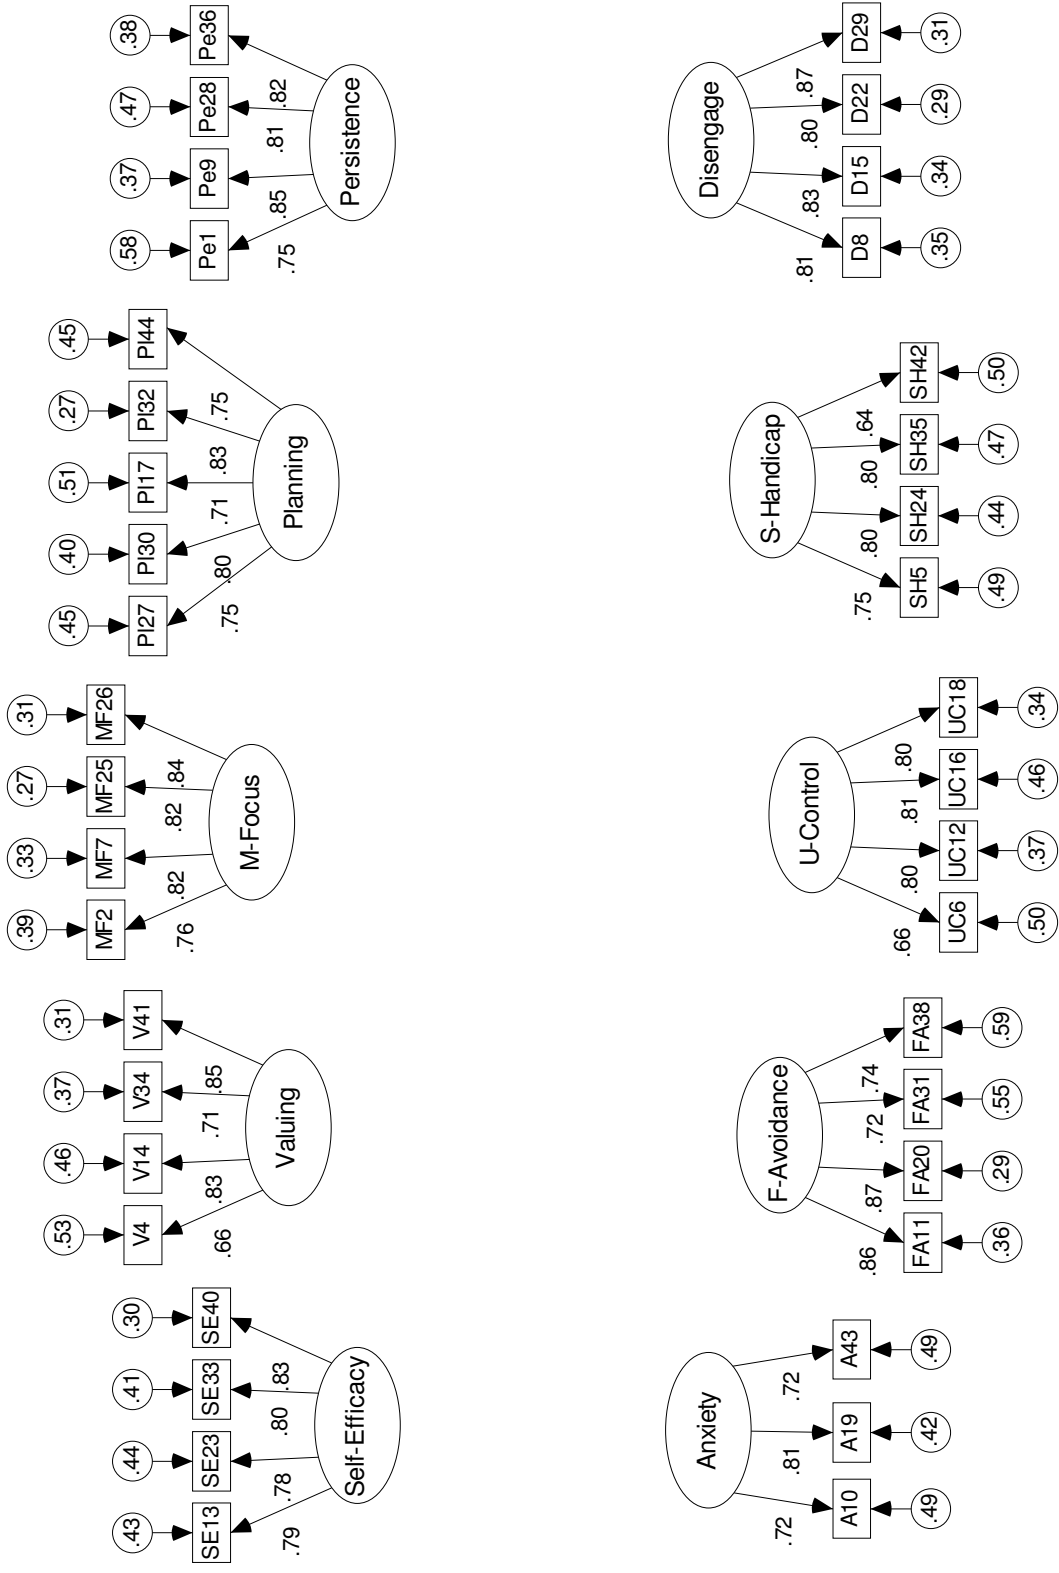 .43
.44
.41
.30
SE13
SE23
SE33
SE40
.79
.78
.80
.83
Self-Efficacy
.53
.46
.37
.31
V4
V14
V34
V41
.66
.83
.71
.85
Valuing
.39
.33
.27
.31
MF2
MF7
MF25
MF26
.76
.82
.82
.84
M-Focus
.45
.40
.51
.27
.45
Pl27
Pl30
Pl17
Pl32
Pl44
.75
.80
.71
.83
.75
Planning
.58
.37
.47
.38
Pe1
Pe9
Pe28
Pe36
.75
.85
.81
.82
Persistence
Anxiety
.72
.81
.72
A10
A19
A43
.49
.42
.49
F-Avoidance
.86
.87
.72
.74
FA11
FA20
FA31
FA38
.36
.29
.55
.59
U-Control
.66
.80
.81
.80
UC6
UC12
UC16
UC18
.50
.37
.46
.34
S-Handicap
.75
.80
.80
.64
SH5
SH24
SH35
SH42
.49
.44
.47
.50
Disengage
.81
.83
.80
.87
D8
D15
D22
D29
.35
.34
.29
.31